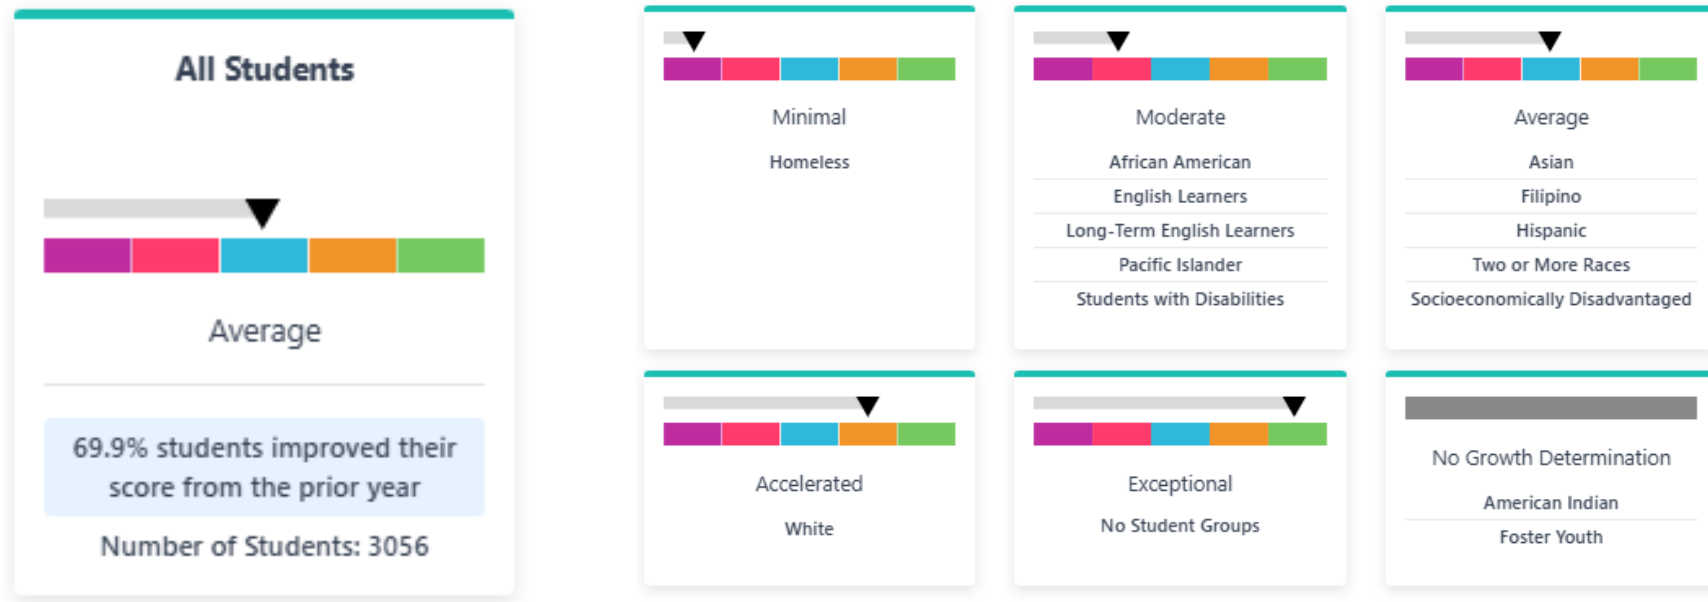 All Students
Average
69.9% students improved their
score from the prior year
Number of Students: 3056
Minimal
Homeless
Moderate
African American
English Learners
Long-Term English Learners
Pacific Islander
Students with Disabilities
Average
Asian
Filipino
Hispanic
Two or More Races
Socioeconomically Disadvantaged
Accelerated
White
Exceptional
No Student Groups
No Growth Determination
American Indian
Foster Youth